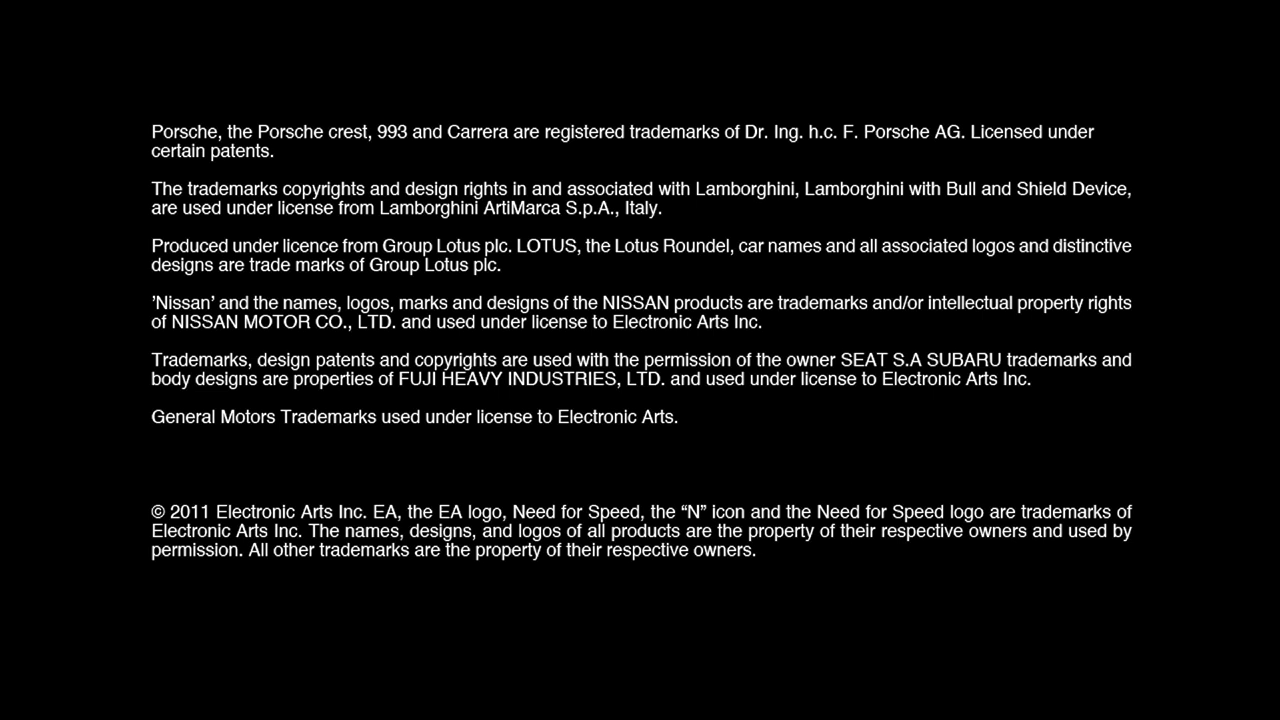 Porsche, the Porsche crest, 993 and Carrera are registered trademarks of Dr. Ing. h.c. F. Porsche AG. Licensed under
certain patents.
The trademarks copyrights and design rights in and associated with Lamborghini, Lamborghini with Bull and Shield Device,
are used under license from Lamborghini ArtiMarca S.p.A., Italy.
Produced under licence from Group Lotus plc. LOTUS, the Lotus Roundel, car names and all associated logos and distinctive
designs are trade marks of Group Lotus plc.
’Nissan’ and the names, logos, marks and designs of the NISSAN products are trademarks and/or intellectual property rights
of NISSAN MOTOR CO., LTD. and used under license to Electronic Arts Inc.
Trademarks, design patents and copyrights are used with the permission of the owner SEAT S.A SUBARU trademarks and
body designs are properties of FUJI HEAVY INDUSTRIES, LTD. and used under license to Electronic Arts Inc.
General Motors Trademarks used under license to Electronic Arts.
© 2011 Electronic Arts Inc. EA, the EA logo, Need for Speed, the “N” icon and the Need for Speed logo are trademarks of
Electronic Arts Inc. The names, designs, and logos of all products are the property of their respective owners and used by
permission. All other trademarks are the property of their respective owners.